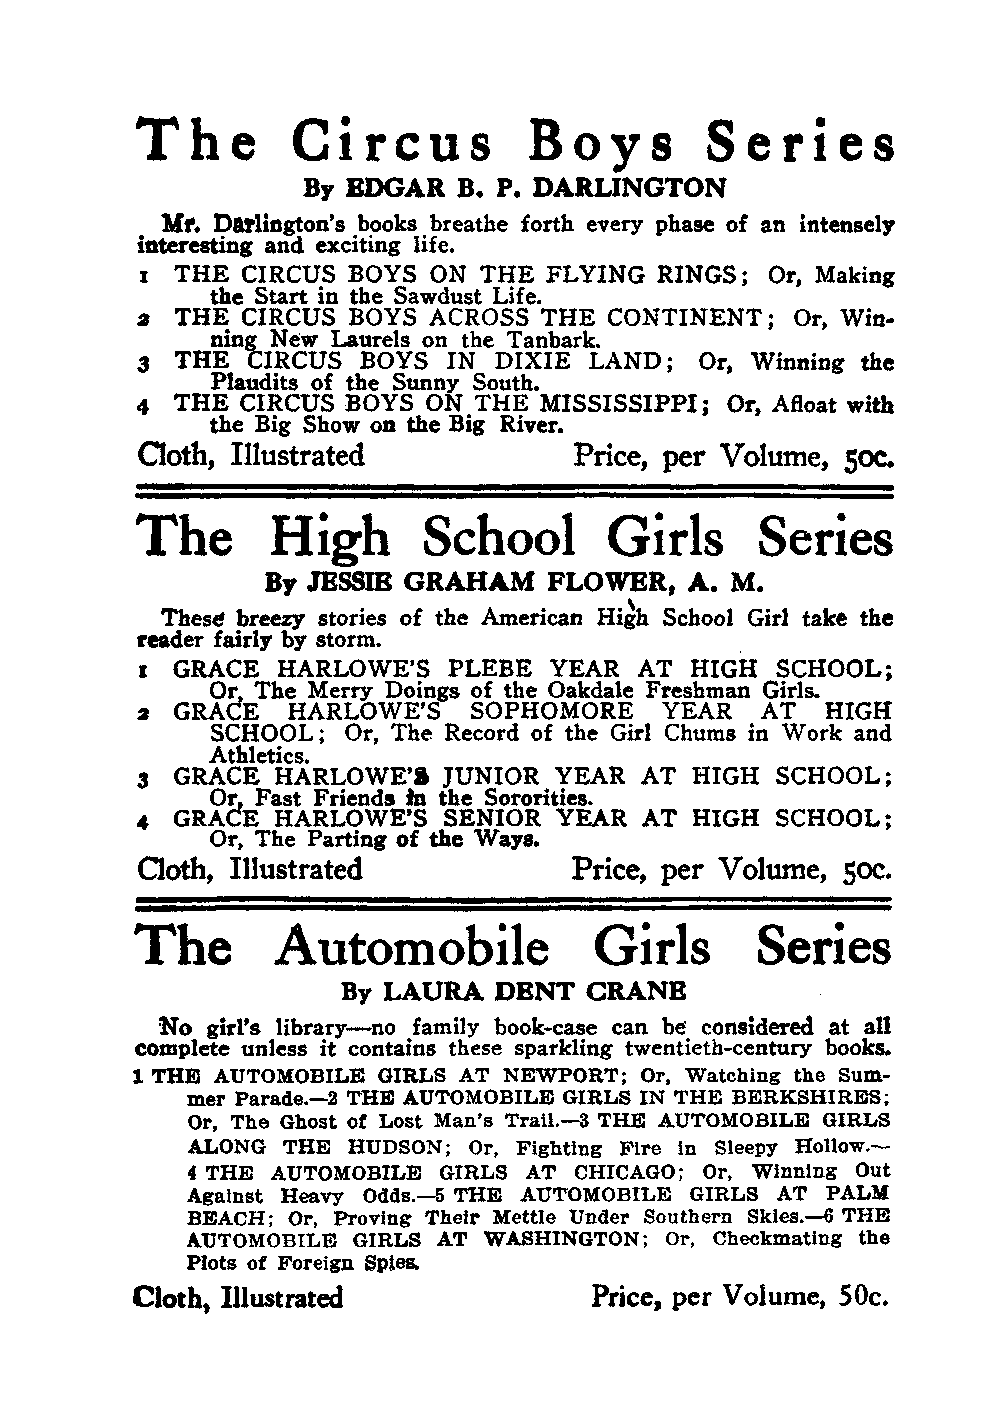 The Circus Boys Series
By EDGAR B. P. DARLINGTON
Mr. Darlington's books breathe forth every phase of an intensely
interesting and exciting life.
1 THE CIRCUS BOYS ON THE FLYING RINGS; Or, Making
the Start in the Sawdust Life.
2 THE CIRCUS BOYS ACROSS THE CONTINENT; Or, Win-
ning New Laurels on the Tanbark.
3 THE CIRCUS BOYS IN DIXIE LAND; Or, Winning the
Plaudits of the Sunny South.
4 THE CIRCUS BOYS ON THE MISSISSIPPI; Or, Afloat with
the Big Show on the Big River.
Cloth, Illustrated Price, per Volume, 50c.
The High School Girls Series
By JESSIE GRAHAM FLOWER, A. M.
These breezy stories of the American High School Girl take the
reader fairly by storm.
1 GRACE HARLOWE'S PLEBE YEAR AT HIGH SCHOOL;
Or, The Merry Doings of the Oakdale Freshman Girls.
2 GRACE HARLOWE'S SOPHOMORE YEAR AT HIGH
SCHOOL; Or, The Record of the Girl Chums in Work and
Athletics.
3 GRACE HARLOWE'S JUNIOR YEAR AT HIGH SCHOOL;
Or, Fast Friends in the Sororities.
4 GRACE HARLOWE'S SENIOR YEAR AT HIGH SCHOOL;
Or, The Parting of the Ways.
Cloth, Illustrated Price, per Volume, 50c.
The Automobile Girls Series
By LAURA DENT CRANE
No girl's library—no family book-case can be considered at all
complete unless it contains these sparkling twentieth-century books.
1 THE AUTOMOBILE GIRLS AT NEWPORT; Or, Watching the Sum-
mer Parade.—2 THE AUTOMOBILE GIRLS IN THE BERKSHIRES;
Or, The Ghost of Lost Man's Trail.—3 THE AUTOMOBILE GIRLS
ALONG THE HUDSON; Or, Fighting Fire in Sleepy Hollow.—
4 THE AUTOMOBILE GIRLS AT CHICAGO; Or, Winning Out
Against Heavy Odds.—5 THE AUTOMOBILE GIRLS AT PALM
BEACH; Or, Proving Their Mettle Under Southern Skies.—6 THE
AUTOMOBILE GIRLS AT WASHINGTON; Or, Checkmating the
Plots of Foreign Spies.
Cloth, Illustrated Price, per Volume, 50c.